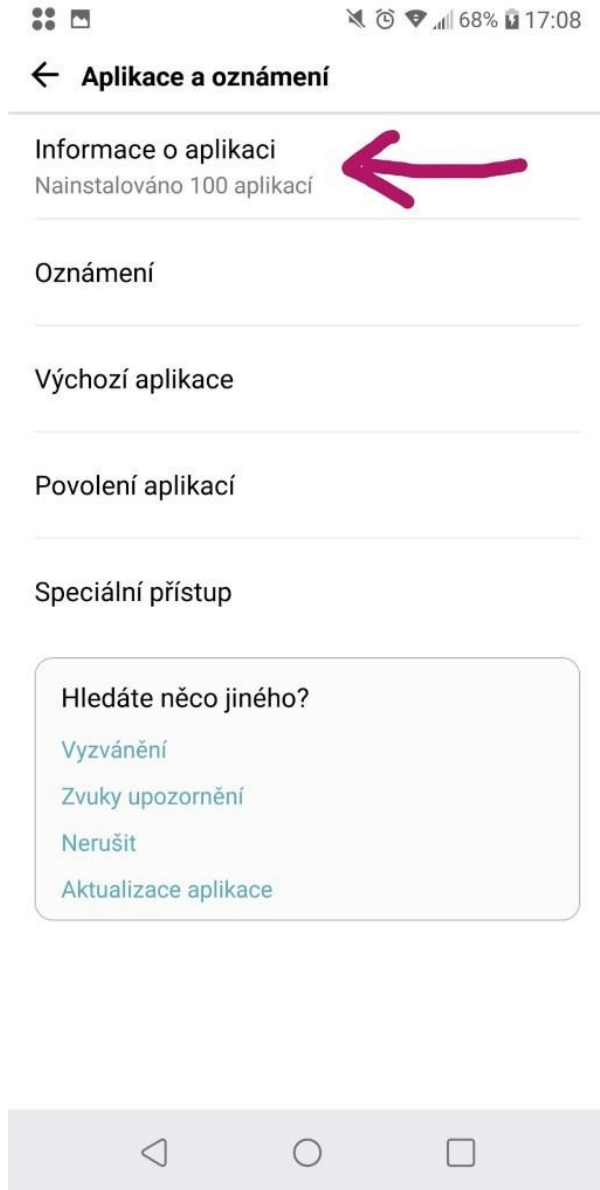 68% 17:08
Aplikace a oznámení
Informace o aplikaci
Nainstalováno 100 aplikací
Oznámení
Výchozí aplikace
Povolení aplikací
Speciální přístup
Hledáte něco jiného?
Vyzvánění
Zvuky upozornění
Nerušit
Aktualizace aplikace